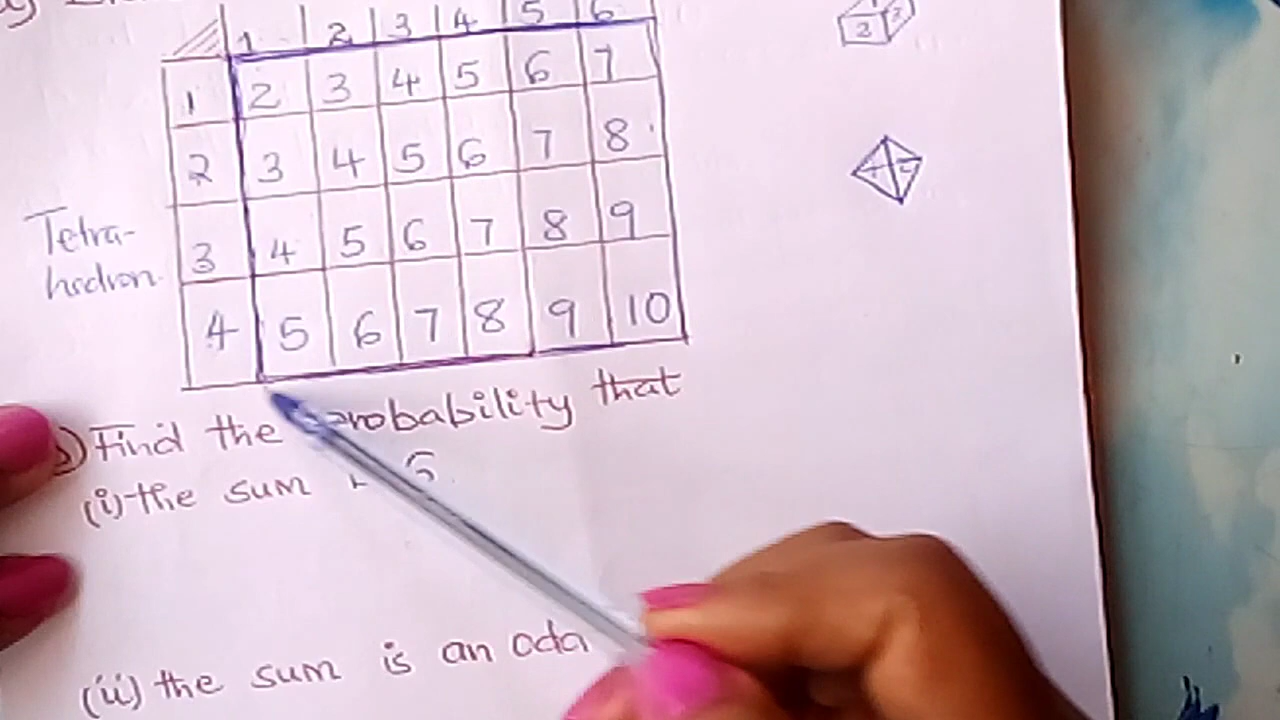 1 2 3 4 5 6
1 2 3 4 5 6 7
2 3 4 5 6 7 8
Tetra-
hedron
3 4 5 6 7 8 9
4 5 6 7 8 9 10
Find the probability that
(i) the sum 6
(ii) the sum is an odd
2